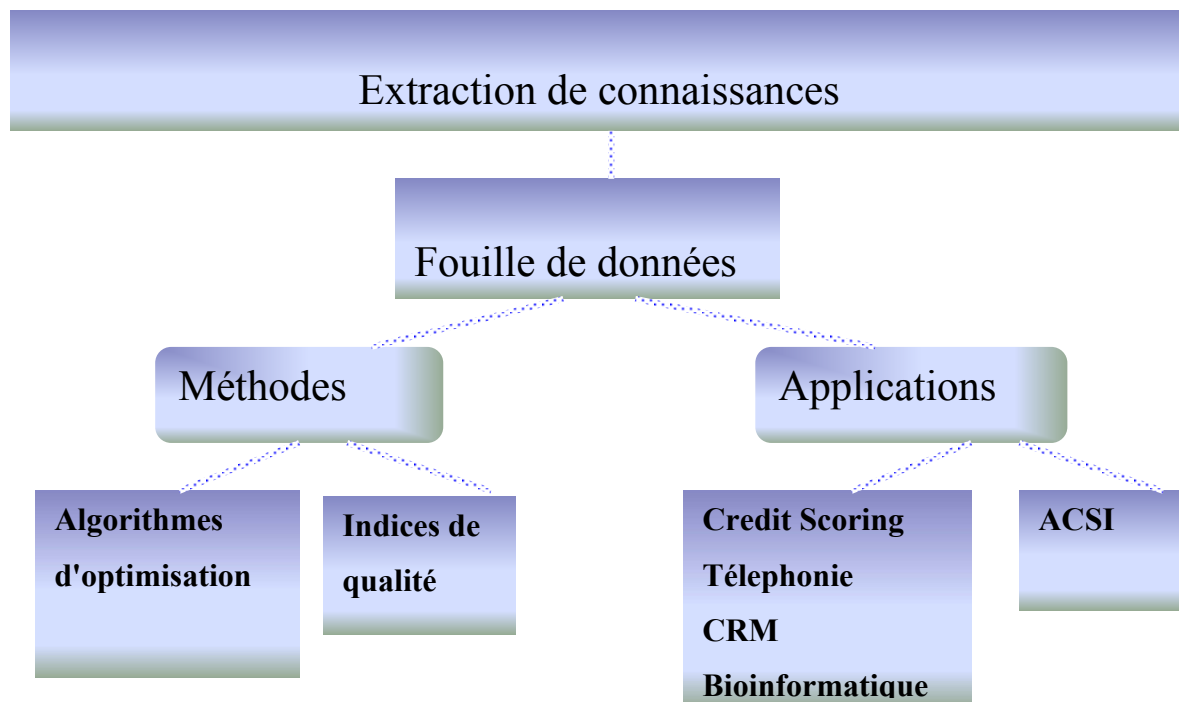 Extraction de connaissances
Fouille de données
Méthodes
Applications
Algorithmes
d'optimisation
Indices de
qualité
Credit Scoring
Télephonie
CRM
Bioinformatique
ACSI